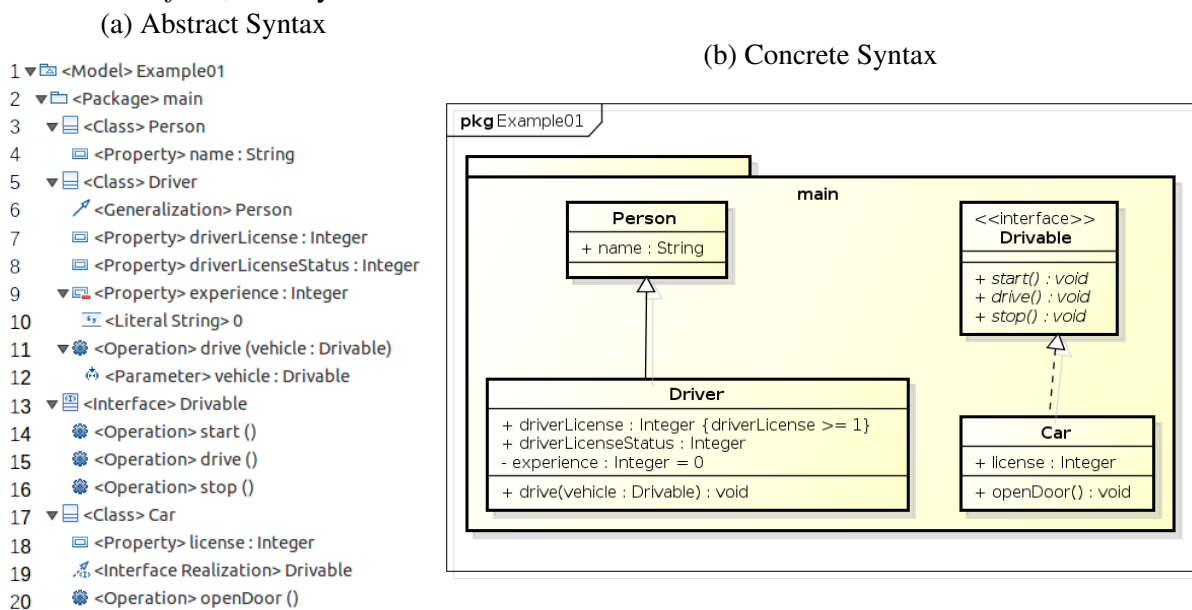 (a) Abstract Syntax
1 <Model> Example01
2 <Package> main
3 <Class> Person
4 <Property> name : String
5 <Class> Driver
6 <Generalization> Person
7 <Property> driverLicense : Integer
8 <Property> driverLicenseStatus : Integer
9 <Property> experience : Integer
10 <Literal String> 0
11 <Operation> drive (vehicle : Drivable)
12 <Parameter> vehicle : Drivable
13 <Interface> Drivable
14 <Operation> start ()
15 <Operation> drive ()
16 <Operation> stop ()
17 <Class> Car
18 <Property> license : Integer
19 <Interface Realization> Drivable
20 <Operation> openDoor ()
(b) Concrete Syntax
pkg Example01
main
Person
+ name : String
<<interface>>
Drivable
+ start() : void
+ drive() : void
+ stop() : void
Driver
+ driverLicense : Integer {driverLicense >= 1}
+ driverLicenseStatus : Integer
- experience : Integer = 0
+ drive(vehicle : Drivable) : void
Car
+ license : Integer
+ openDoor() : void